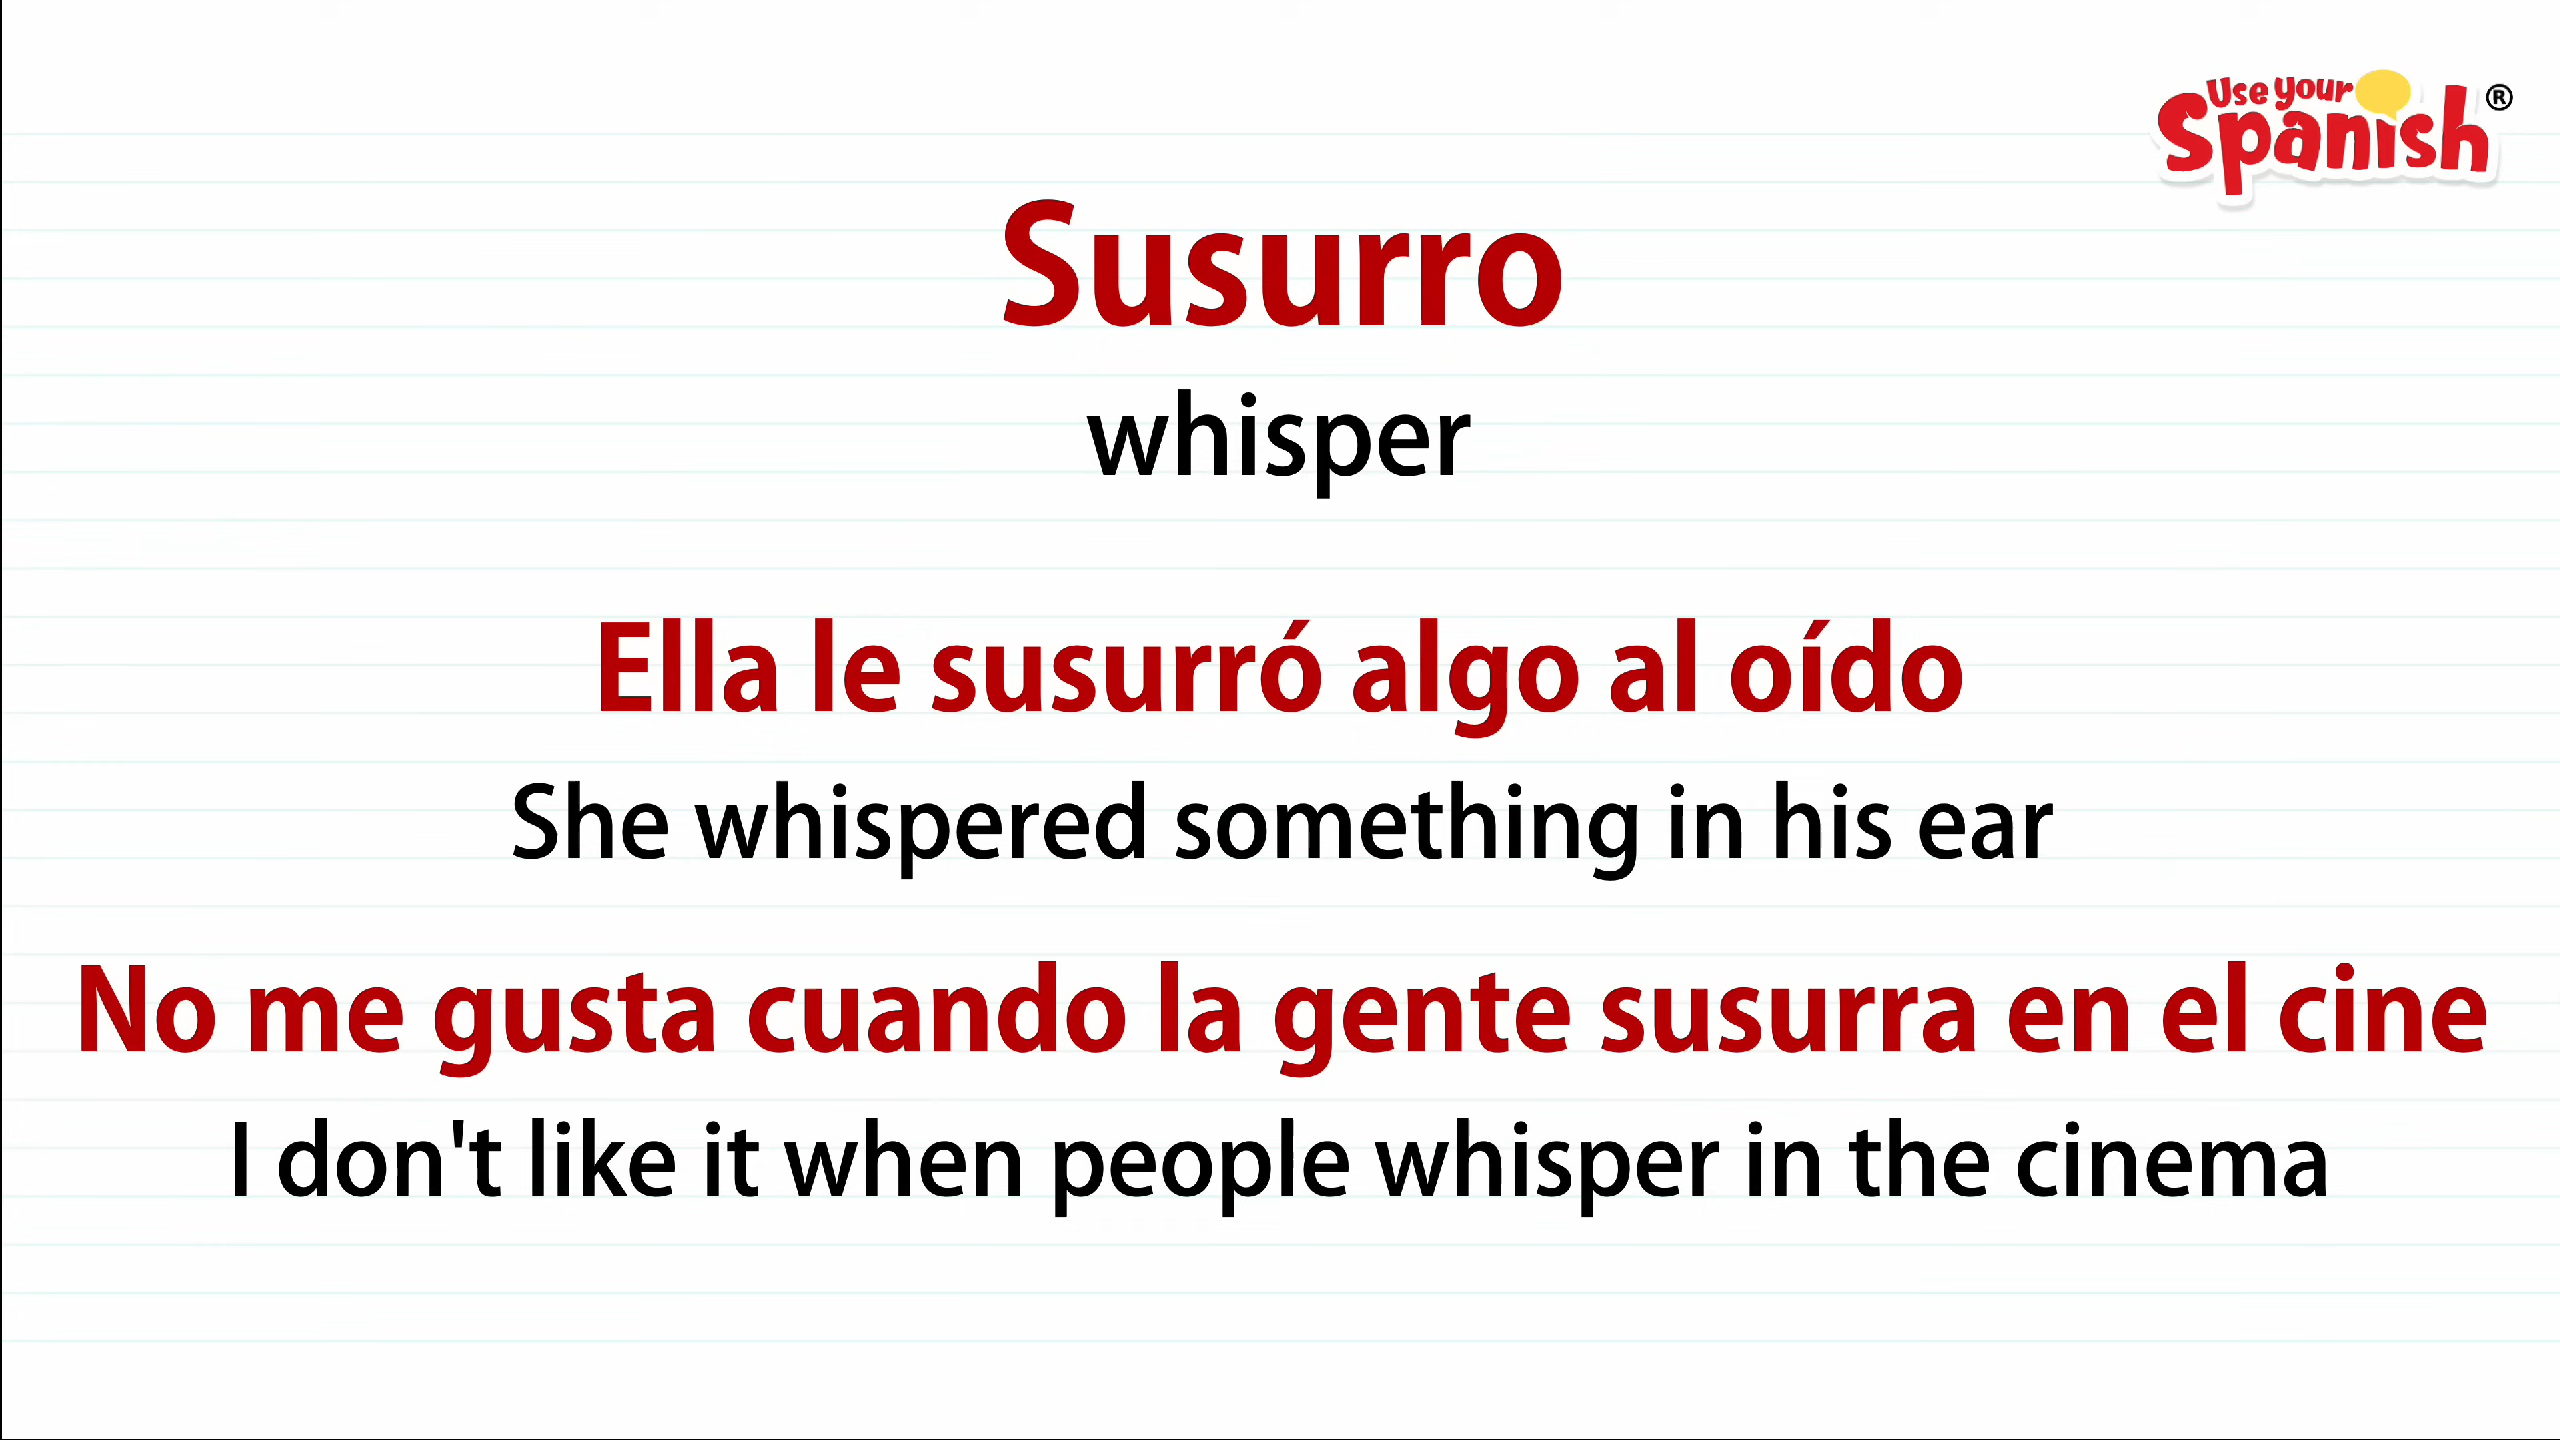 Use your
Spanish®
Susurro
whisper
Ella le susurró algo al oído
She whispered something in his ear
No me gusta cuando la gente susurra en el cine
I don't like it when people whisper in the cinema